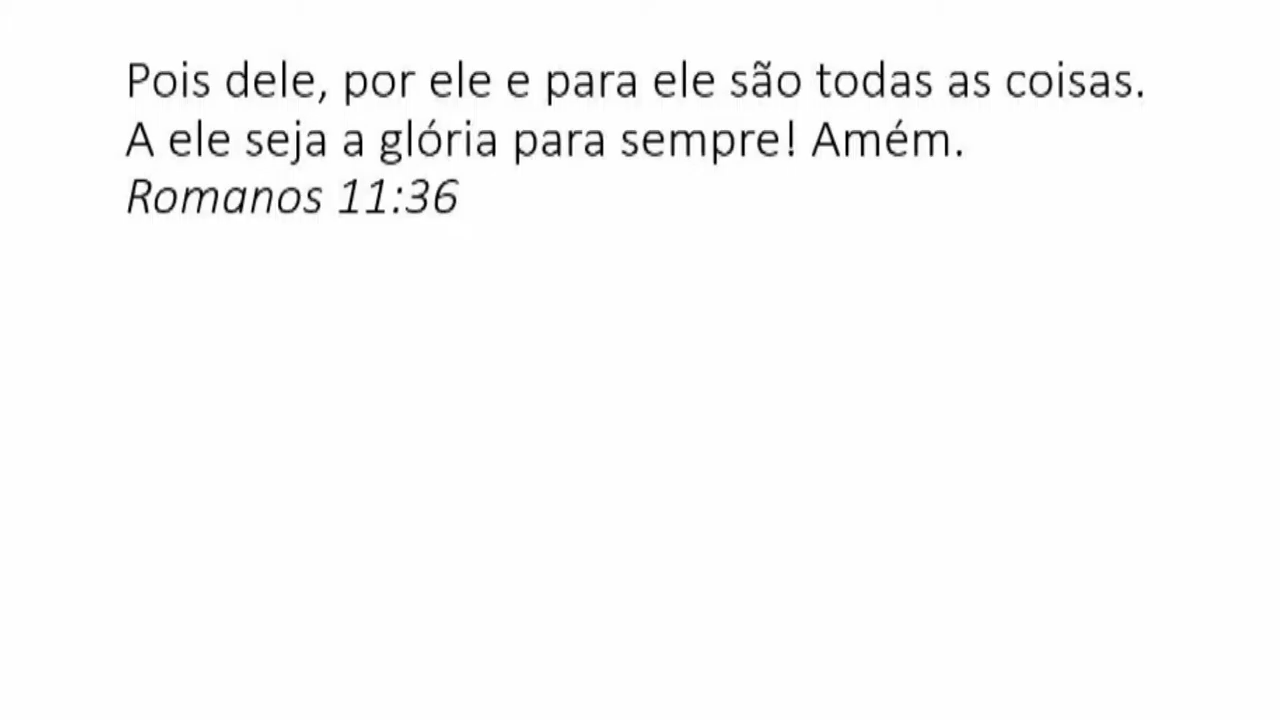 Pois dele, por ele e para ele são todas as coisas.
A ele seja a glória para sempre! Amém.
Romanos 11:36